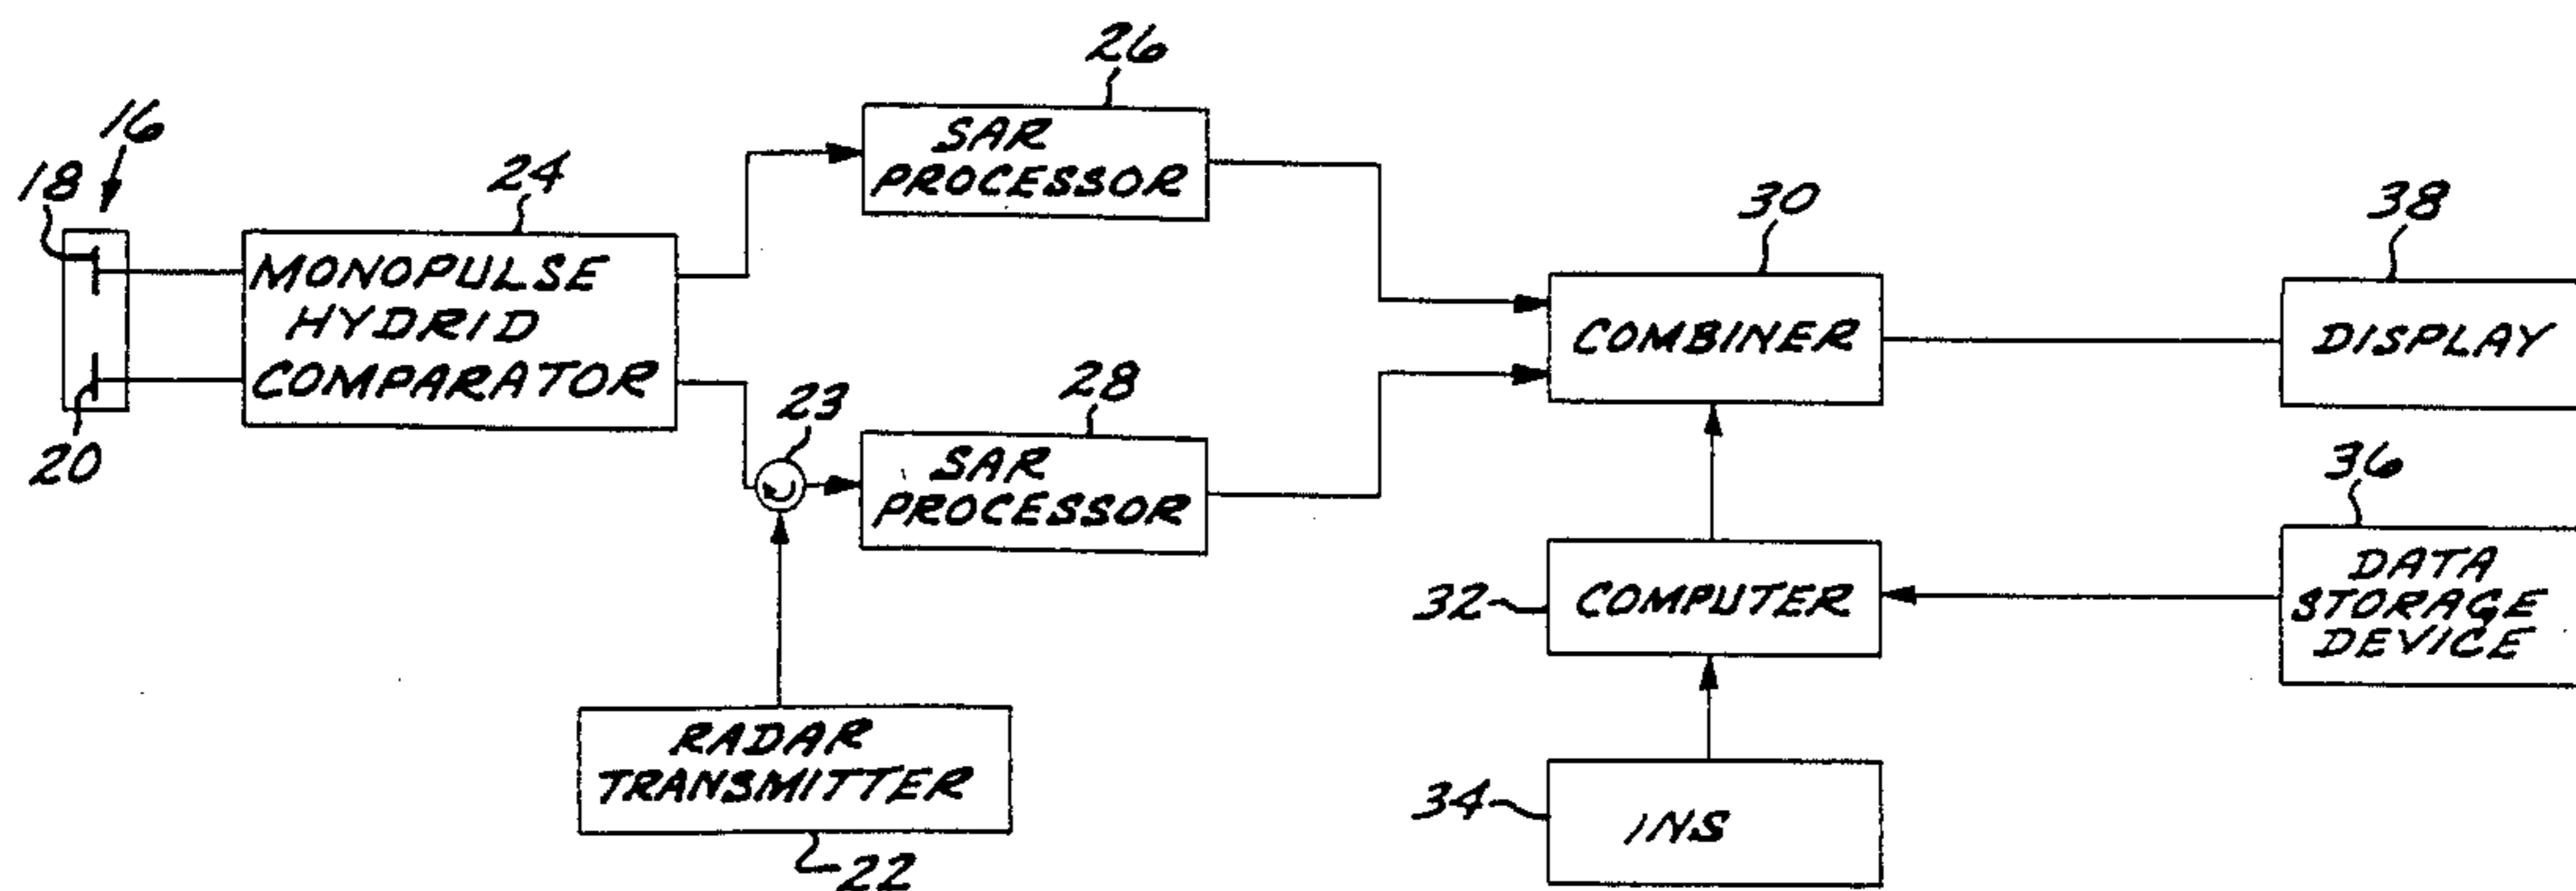 26
16
18
24
SAR
PROCESSOR
30
38
MONOPULSE
HYDRID
COMPARATOR
COMBINER
DISPLAY
20
23
28
SAR
PROCESSOR
36
32
COMPUTER
DATA
STORAGE
DEVICE
RADAR
TRANSMITTER
22
34
INS